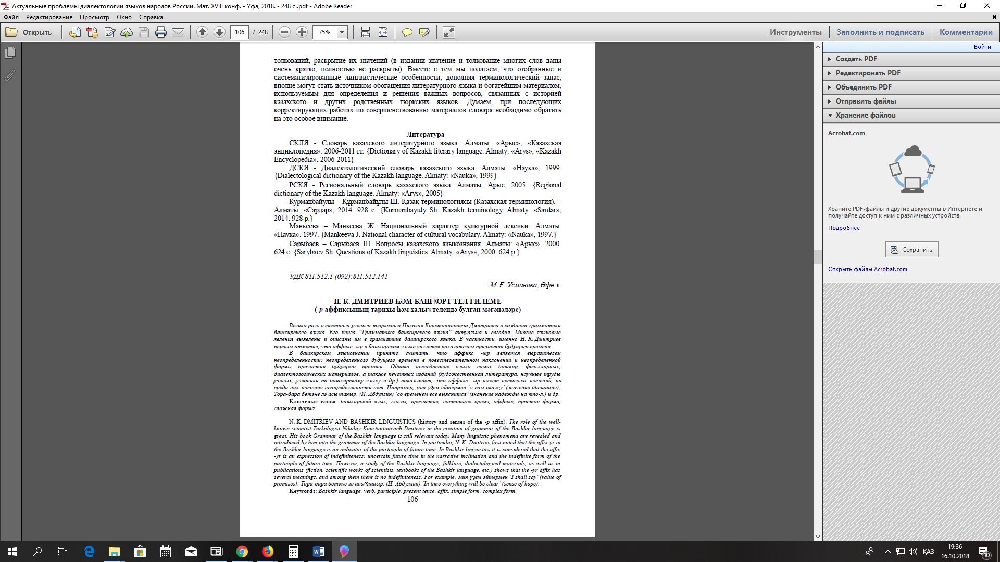 Актуальные проблемы диалектологии языков народов России. Мат. XVIII конф. - Уфа, 2018. - 248 с..pdf - Adobe Reader
Файл Редактирование Просмотр Окно Справка
Открыть 106 / 248 75% Инструменты Заполнить и подписать Комментарии
толкований, раскрытие их значений (в издании значение и толкование многих слов даны
очень кратко, полностью не раскрыты). Вместе с тем мы полагаем, что отобранные и
систематизированные лингвистические особенности, дополняя терминологический запас,
вполне могут стать источником обогащения литературного языка и богатейшим материалом,
используемым для определения и решения важных вопросов, связанных с историей
казахского и других родственных тюркских языков. Думаем, при последующих
корректирующих работах по совершенствованию материалов словаря необходимо обратить
на это особое внимание.
Литература
СКЛЯ - Словарь казахского литературного языка. Алматы: «Арыс», «Казахская
энциклопедия». 2006-2011 гг. {Dictionary of Kazakh literary language. Almaty: «Arys», «Kazakh
Encyclopedia». 2006-2011}
ДСКЯ - Диалектологический словарь казахского языка. Алматы: «Наука», 1999.
{Dialectological dictionary of the Kazakh language. Almaty: «Nauka», 1999}
РСКЯ - Региональный словарь казахского языка. Алматы: Арыс, 2005. {Regional
dictionary of the Kazakh language. Almaty: «Arys», 2005}
Курманбайулы – Құрманбайұлы Ш. Қазақ терминологиясы (Казахская терминология). –
Алматы: «Сардар», 2014. 928 с. {Kurmanbayuly Sh. Kazakh terminology. Almaty: «Sardar»,
2014. 928 p.}
Манкеева – Манкеева Ж. Национальный характер культурной лексики. Алматы:
«Наука». 1997. {Mankeeva J. National character of cultural vocabulary. Almaty: «Nauka», 1997.}
Сарыбаев – Сарыбаев Ш. Вопросы казахского языкознания. Алматы: «Арыс», 2000.
624 с. {Sarybaev Sh. Questions of Kazakh linguistics. Almaty: «Arys», 2000. 624 p.}
УДК 811.512.1 (092):811.512.141
М. Ғ. Усманова, Өфө ҡ.
Н. К. ДМИТРИЕВ ҺӘМ БАШҠОРТ ТЕЛ ҒИЛЕМЕ
(-р аффиксының тарихы һәм халыҡ телендә булған мәғәнәләре)
Велика роль известного ученого-тюрколога Николая Констаниновича Дмитриева в создании грамматики
башкирского языка. Его книга "Грамматика башкирского языка" актуальна и сегодня. Многие языковые
явления выявлены и описаны им в грамматике башкирского языка. В частности, именно Н. К. Дмитриев
первым отметил, что аффикс -ыр в башкирском языке является показателем причастия будущего времени.
В башкирском языкознании принято считать, что аффикс -ыр является выразителем
неопределенности: неопределенного будущего времени в повествовательном наклонении и неопределенной
формы причастия будущего времени. Однако исследование языка самих башкир, фольклорных,
диалектологических материалов, а также печатных изданий (художественная литература, научные труды
ученых, учебники по башкирскому языку и др.) показывает, что аффикс -ыр имеет несколько значений, но
среди них значения неопределенности нет. Например, мин үҙем әйтермен 'я сам скажу' (значение обещания);
Тора-бара бөтәһе лә асыҡланыр. (И. Абдуллин) 'со временем все выяснится' (значение надежды на что-л.) и др.
Ключевые слова: башкирский язык, глагол, причастие, настоящее время, аффикс, простая форма,
сложная форма.
N. K. DMITRIEV AND BASHKIR LINGUISTICS (history and senses of the -р affix). The role of the well-
known scientist-Turkologist Nikolay Konstantinovich Dmitriev in the creation of grammar of the Bashkir language is
great. His book Grammar of the Bashkir language is still relevant today. Many linguistic phenomena are revealed and
introduced by him into the grammar of the Bashkir language. In particular, N. K. Dmitriev first noted that the affix-yr in
the Bashkir language is an indicator of the participle of future time. In Bashkir linguistics it is considered that the affix
-yr is an expression of indefiniteness: uncertain future time in the narrative inclination and the indefinite form of the
participle of future time. However, a study of the Bashkir language, folklore, dialectological materials, as well as in
publications (fiction, scientific works of scientists, textbooks of the Bashkir language, etc.) shows that the -yr affix has
several meanings, and among them there is no indefiniteness. For example, мин үҙем әйтермен 'I shall say' (value of
promises); Тора-бара бөтәһе лә асыҡланыр. (И. Абдуллин) 'In time everything will be clear' (sense of hope).
Keywords: Bashkir language, verb, participle, present tense, affix, simple form, complex form.
106
Войти
Создать PDF
Редактировать PDF
Объединить PDF
Отправить файлы
Хранение файлов
Acrobat.com
Храните PDF-файлы и другие документы в Интернете и
получайте доступ к ним с различных устройств.
Подробнее
Сохранить
Открыть файлы Acrobat.com
ҚАЗ
19:36
16.10.2018
10